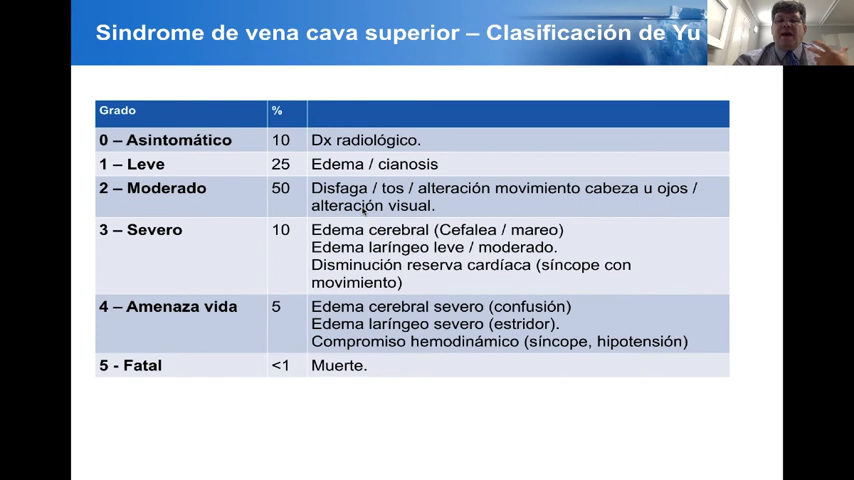 Sindrome de vena cava superior – Clasificación de Yu
Grado %
0 – Asintomático 10 Dx radiológico.
1 – Leve 25 Edema / cianosis
2 – Moderado 50 Disfaga / tos / alteración movimiento cabeza u ojos /
alteración visual.
3 – Severo 10 Edema cerebral (Cefalea / mareo)
Edema laríngeo leve / moderado.
Disminución reserva cardíaca (síncope con
movimiento)
4 – Amenaza vida 5 Edema cerebral severo (confusión)
Edema laríngeo severo (estridor).
Compromiso hemodinámico (síncope, hipotensión)
5 - Fatal <1 Muerte.